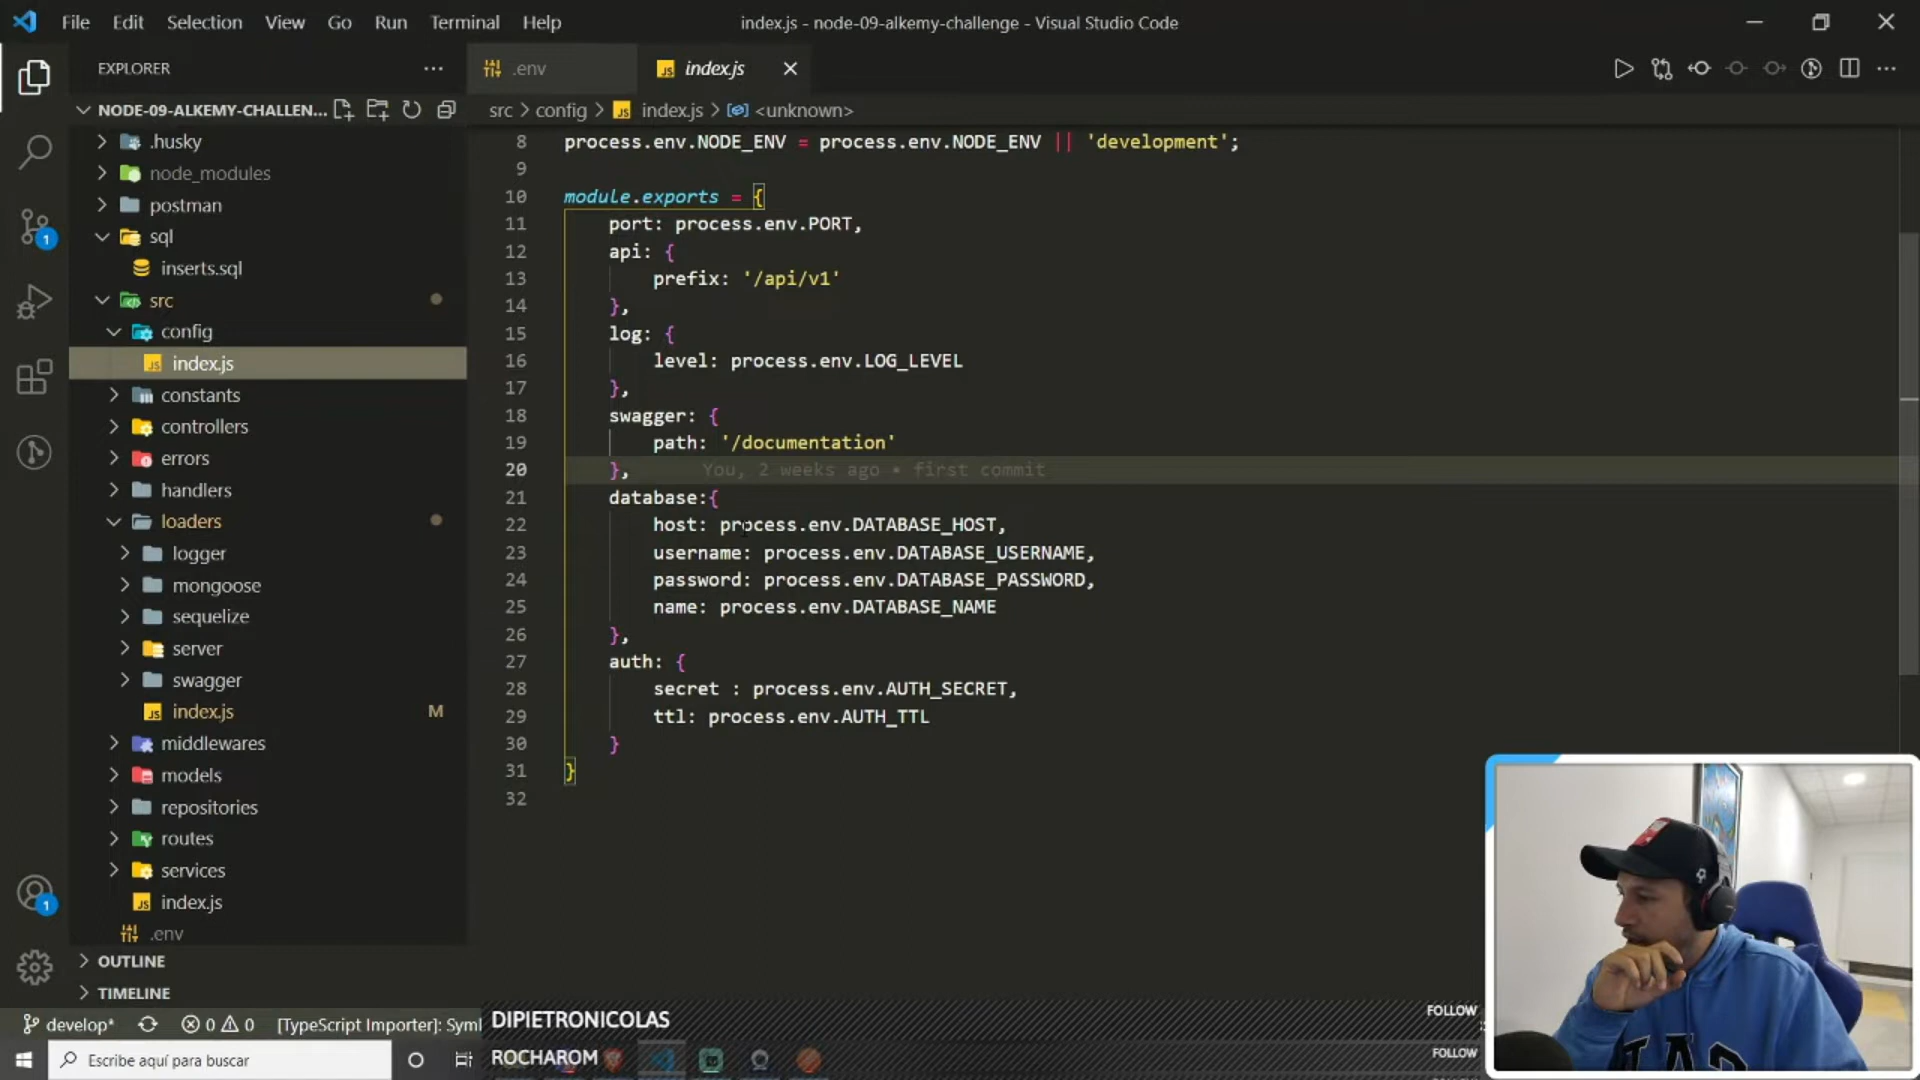 File Edit Selection View Go Run Terminal Help
index.js - node-09-alkemy-challenge - Visual Studio Code
EXPLORER
.env
index.js
NODE-09-ALKEMY-CHALLEN...
src > config > index.js > <unknown>
.husky
node_modules
postman
sql
inserts.sql
src
config
index.js
constants
controllers
errors
handlers
loaders
logger
mongoose
sequelize
server
swagger
index.js M
middlewares
models
repositories
routes
services
index.js
.env
OUTLINE
TIMELINE
8 process.env.NODE_ENV = process.env.NODE_ENV || 'development';
9
10 module.exports = {
11 port: process.env.PORT,
12 api: {
13 prefix: '/api/v1'
14 },
15 log: {
16 level: process.env.LOG_LEVEL
17 },
18 swagger: {
19 path: '/documentation'
20 }, You, 2 weeks ago • first commit
21 database:{
22 host: process.env.DATABASE_HOST,
23 username: process.env.DATABASE_USERNAME,
24 password: process.env.DATABASE_PASSWORD,
25 name: process.env.DATABASE_NAME
26 },
27 auth: {
28 secret : process.env.AUTH_SECRET,
29 ttl: process.env.AUTH_TTL
30 }
31 }
32
1
1
develop* 0 0 [TypeScript Importer]: Syml
DIPIETRONICOLAS FOLLOW
Escribe aquí para buscar
ROCHAROM FOLLOW